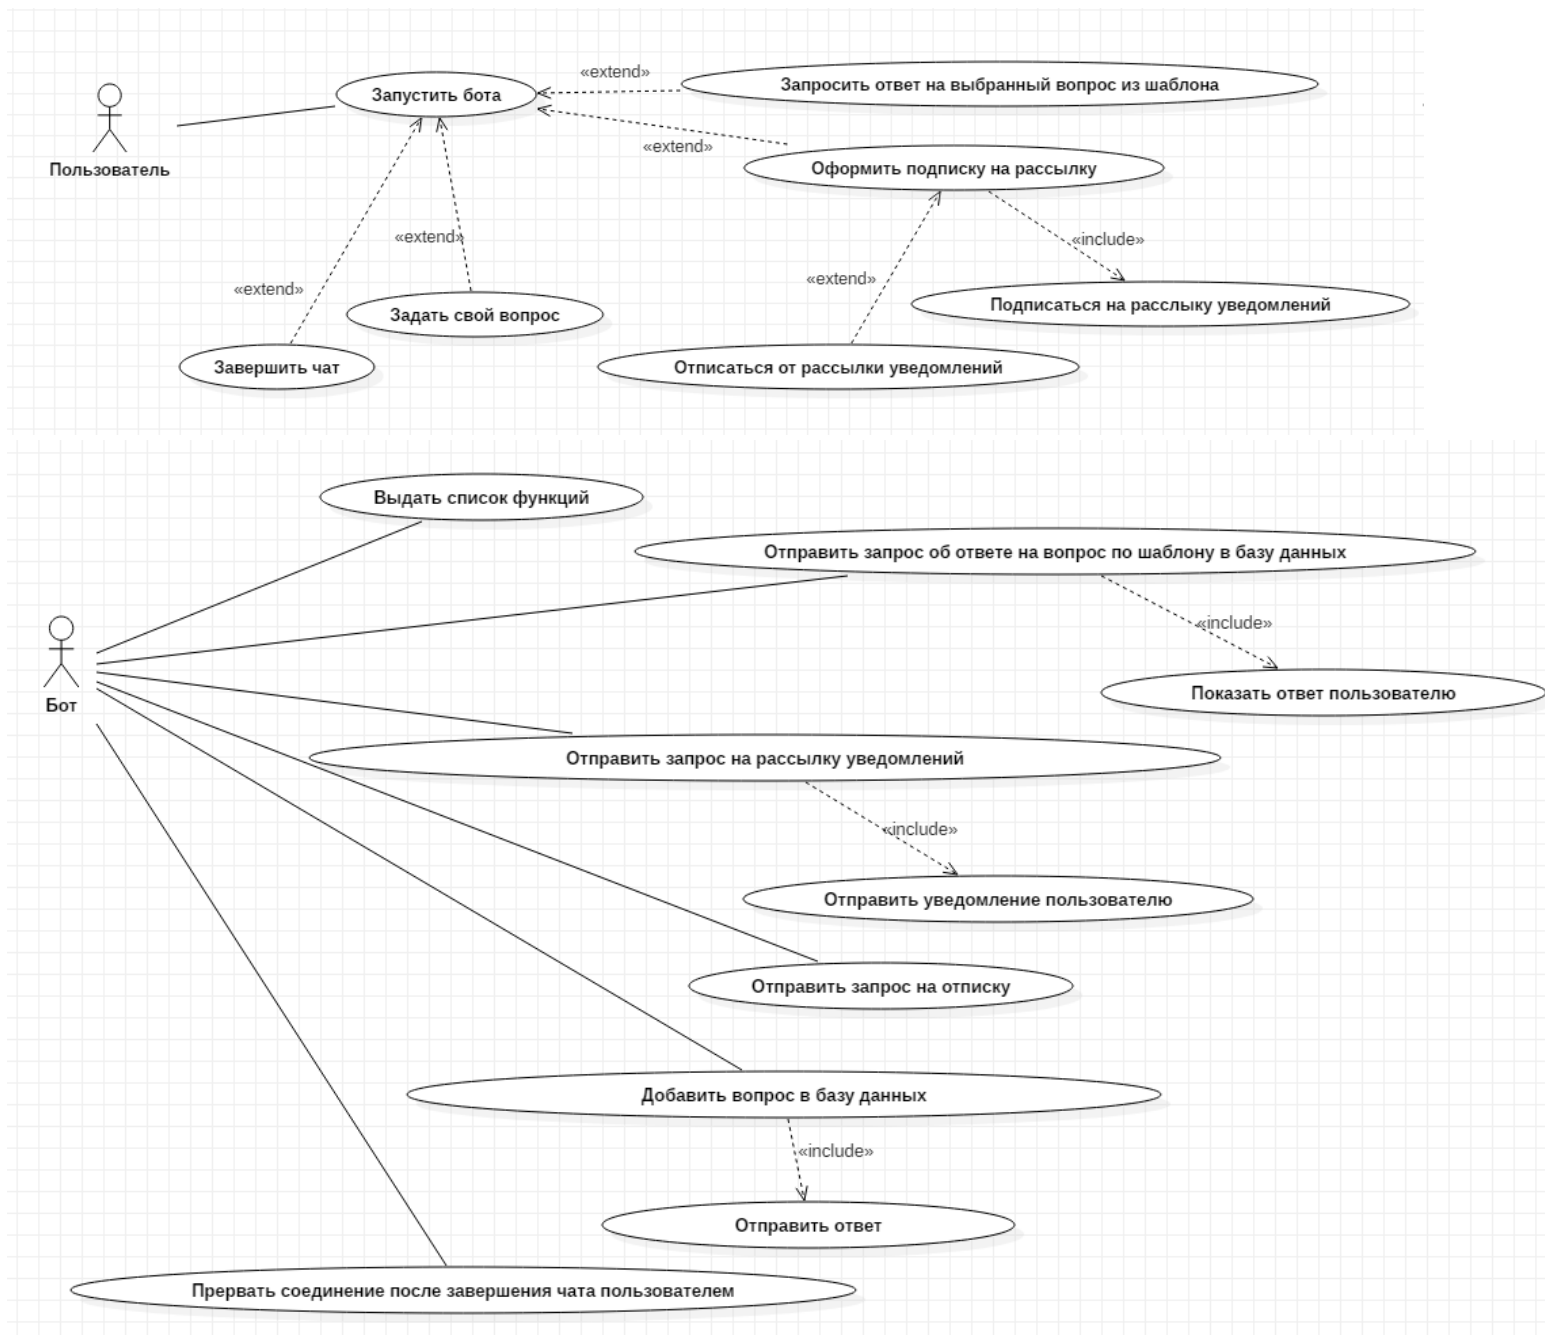 «extend»
Запросить ответ на выбранный вопрос из шаблона
Запустить бота
«extend»
Пользователь
Оформить подписку на рассылку
«extend»
«include»
«extend»
«extend»
Подписаться на расслыку уведомлений
Задать свой вопрос
Завершить чат
Отписаться от рассылки уведомлений
Выдать список функций
Отправить запрос об ответе на вопрос по шаблону в базу данных
«include»
Бот
Показать ответ пользователю
Отправить запрос на рассылку уведомлений
«include»
Отправить уведомление пользователю
Отправить запрос на отписку
Добавить вопрос в базу данных
«include»
Отправить ответ
Прервать соединение после завершения чата пользователем